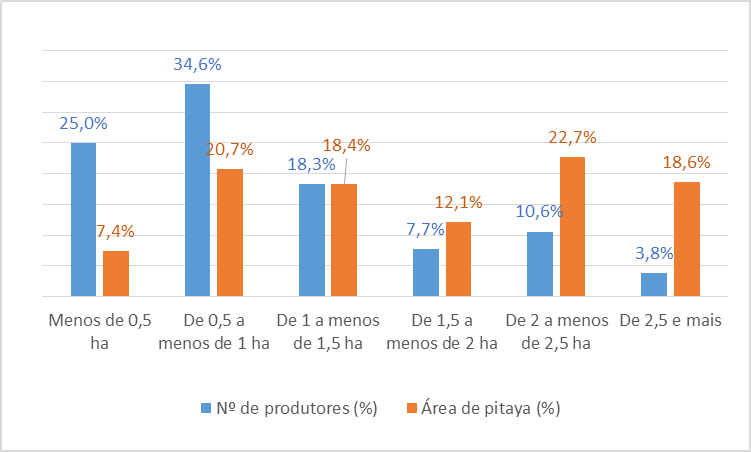 34,6%
25,0%
22,7%
20,7%
18,3%
18,4%
18,6%
12,1%
10,6%
7,4%
7,7%
3,8%
Menos de 0,5
ha
De 0,5 a
menos de 1 ha
De 1 a menos
de 1,5 ha
De 1,5 a
menos de 2 ha
De 2 a menos
de 2,5 ha
De 2,5 e mais
Nº de produtores (%)
Área de pitaya (%)